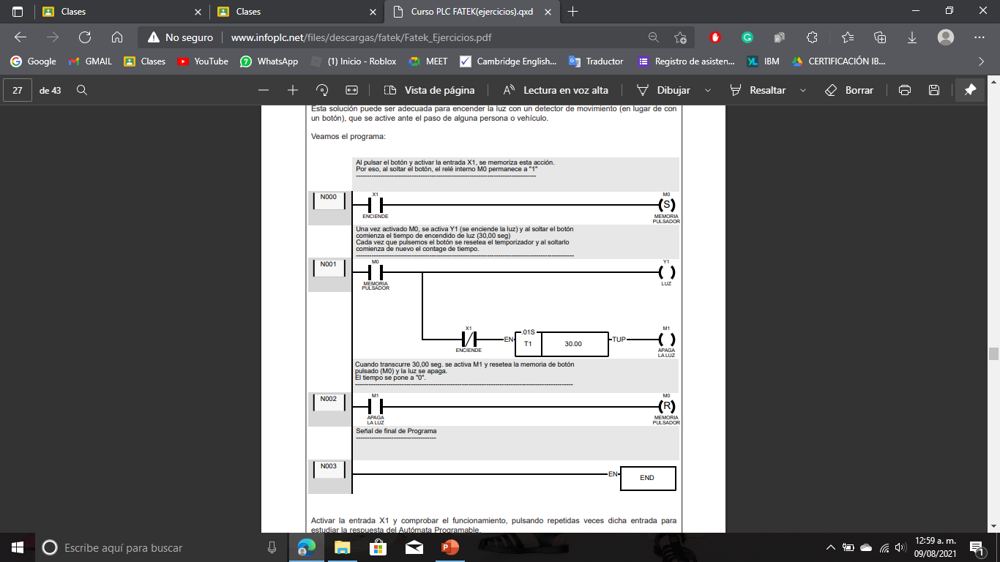 Clases
Clases
Curso PLC FATEK(ejercicios).qxd
No seguro
www.infoplc.net/files/descargas/fatek/Fatek_Ejercicios.pdf
Google
GMAIL
Clases
YouTube
WhatsApp
(1) Inicio - Roblox
MEET
Cambridge English...
Traductor
Registro de asisten...
IBM
CERTIFICACIÓN IB...
27
de 43
Vista de página
Lectura en voz alta
Dibujar
Resaltar
Borrar
Esta solución puede ser adecuada para encender la luz con un detector de movimiento (en lugar de con
un botón), que se active ante el paso de alguna persona o vehículo.
Veamos el programa:
Al pulsar el botón y activar la entrada X1, se memoriza esta acción.
Por eso, al soltar el botón, el relé interno M0 permanece a "1"
N000
X1
ENCIENDE
M0
S
MEMORIA
PULSADOR
Una vez activado M0, se activa Y1 (se enciende la luz) y al soltar el botón
comienza el tiempo de encendido de luz (30,00 seg)
Cada vez que pulsemos el botón se resetea el temporizador y al soltarlo
comienza de nuevo el contage de tiempo.
N001
M0
MEMORIA
PULSADOR
Y1
LUZ
X1
ENCIENDE
EN
.01S
T1
30.00
TUP
M1
APAGA
LA LUZ
Cuando transcurre 30,00 seg. se activa M1 y resetea la memoria de botón
pulsado (M0) y la luz se apaga.
El tiempo se pone a "0".
N002
M1
APAGA
LA LUZ
M0
R
MEMORIA
PULSADOR
Señal de final de Programa
N003
EN
END
Activar la entrada X1 y comprobar el funcionamiento, pulsando repetidas veces dicha entrada para
estudiar la respuesta del Autómata Programable.
Escribe aquí para buscar
12:59 a. m.
09/08/2021
1